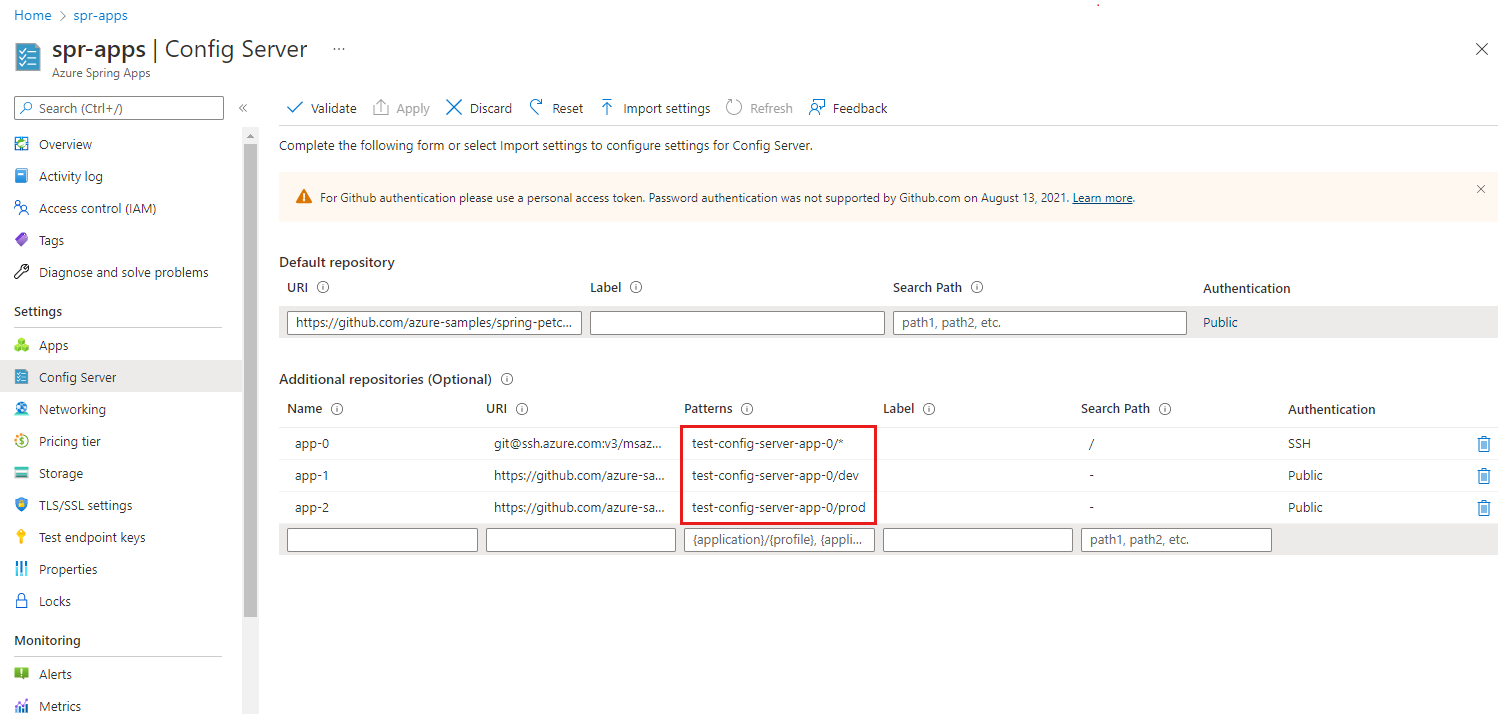 Home > spr-apps
spr-apps | Config Server ...
Azure Spring Apps
Search (Ctrl+/) «
Overview
Activity log
Access control (IAM)
Tags
Diagnose and solve problems
Settings
Apps
Config Server
Networking
Pricing tier
Storage
TLS/SSL settings
Test endpoint keys
Properties
Locks
Monitoring
Alerts
Metrics
Validate Apply Discard Reset Import settings Refresh Feedback
Complete the following form or select Import settings to configure settings for Config Server.
For Github authentication please use a personal access token. Password authentication was not supported by Github.com on August 13, 2021. Learn more.
Default repository
URI Label Search Path Authentication
https://github.com/azure-samples/spring-petc... path1, path2, etc. Public
Additional repositories (Optional)
Name URI Patterns Label Search Path Authentication
app-0 git@ssh.azure.com:v3/msaz... test-config-server-app-0/* / SSH
app-1 https://github.com/azure-sa... test-config-server-app-0/dev - Public
app-2 https://github.com/azure-sa... test-config-server-app-0/prod - Public
{application}/{profile}, {appli... path1, path2, etc.